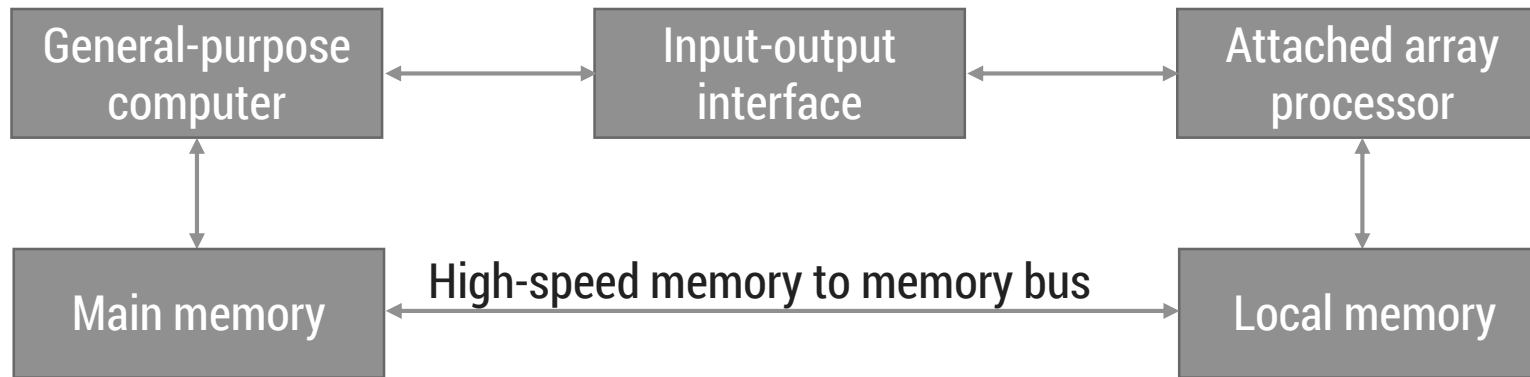 General-purpose
computer
Input-output
interface
Attached array
processor
Main memory
High-speed memory to memory bus
Local memory